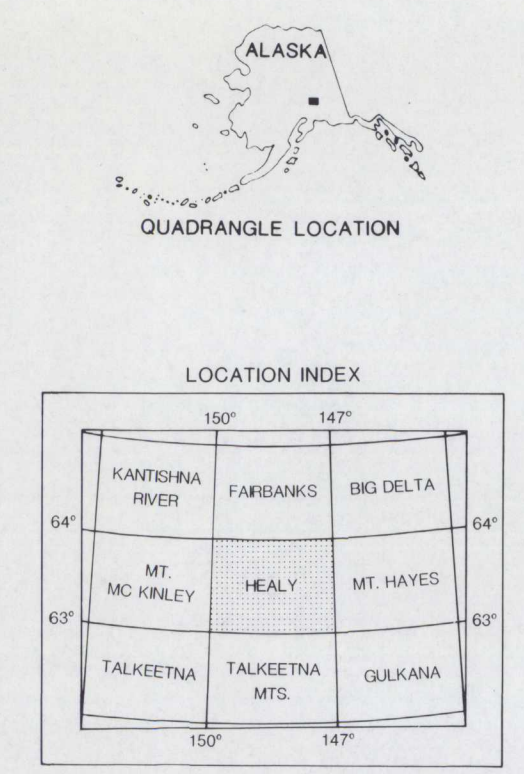 ALASKA
QUADRANGLE LOCATION
LOCATION INDEX
150° 147°
KANTISHNA
RIVER
FAIRBANKS
BIG DELTA
64° 64°
MT.
MC KINLEY
HEALY
MT. HAYES
63° 63°
TALKEETNA
TALKEETNA
MTS.
GULKANA
150° 147°